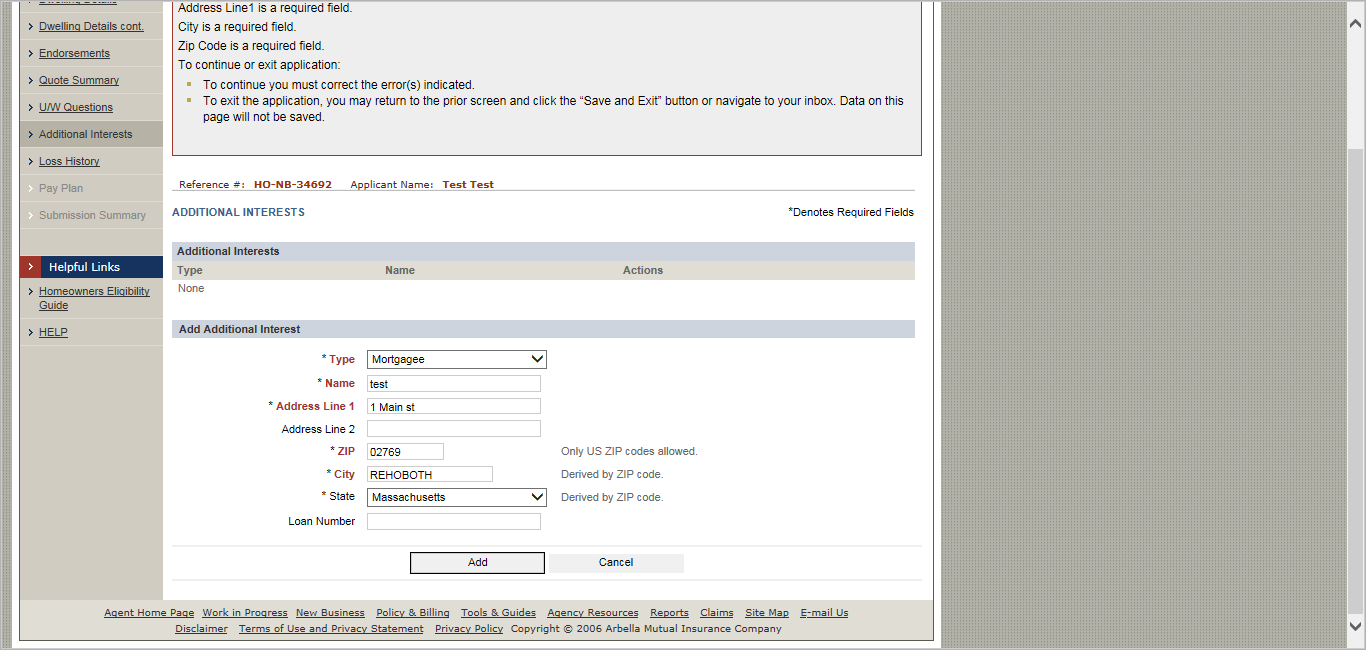 Dwelling Details
Dwelling Details cont.
Endorsements
Quote Summary
U/W Questions
Additional Interests
Loss History
Pay Plan
Submission Summary
Helpful Links
Homeowners Eligibility
Guide
HELP
Address Line1 is a required field.
City is a required field.
Zip Code is a required field.
To continue or exit application:
To continue you must correct the error(s) indicated.
To exit the application, you may return to the prior screen and click the “Save and Exit” button or navigate to your inbox. Data on this
page will not be saved.
Reference #: HO-NB-34692 Applicant Name: Test Test
ADDITIONAL INTERESTS *Denotes Required Fields
Additional Interests
Type Name Actions
None
Add Additional Interest
* Type Mortgagee
* Name test
* Address Line 1 1 Main st
Address Line 2
* ZIP 02769 Only US ZIP codes allowed.
* City REHOBOTH Derived by ZIP code.
* State Massachusetts Derived by ZIP code.
Loan Number
Add Cancel
Agent Home Page Work in Progress New Business Policy & Billing Tools & Guides Agency Resources Reports Claims Site Map E-mail Us
Disclaimer Terms of Use and Privacy Statement Privacy Policy Copyright © 2006 Arbella Mutual Insurance Company